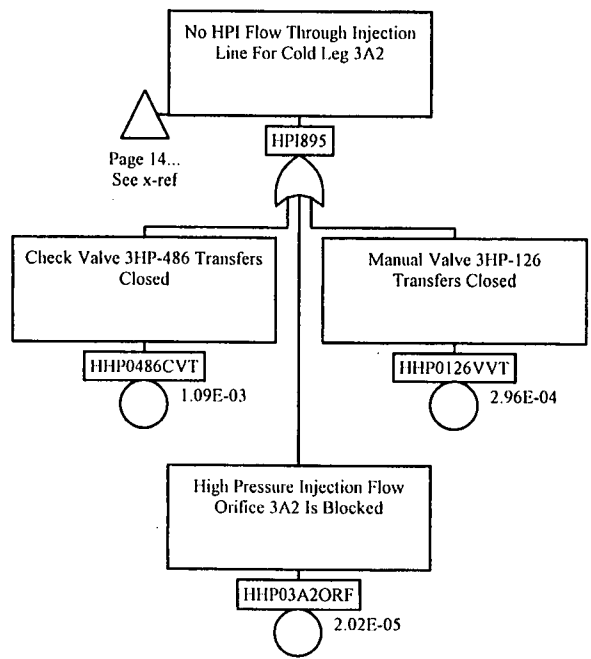 No HPI Flow Through Injection
Line For Cold Leg 3A2
HPI895
Page 14...
See x-ref
Check Valve 3HP-486 Transfers
Closed
HHP0486CVT
1.09E-03
Manual Valve 3HP-126
Transfers Closed
HHP0126VVT
2.96E-04
High Pressure Injection Flow
Orifice 3A2 Is Blocked
HHP03A2ORF
2.02E-05